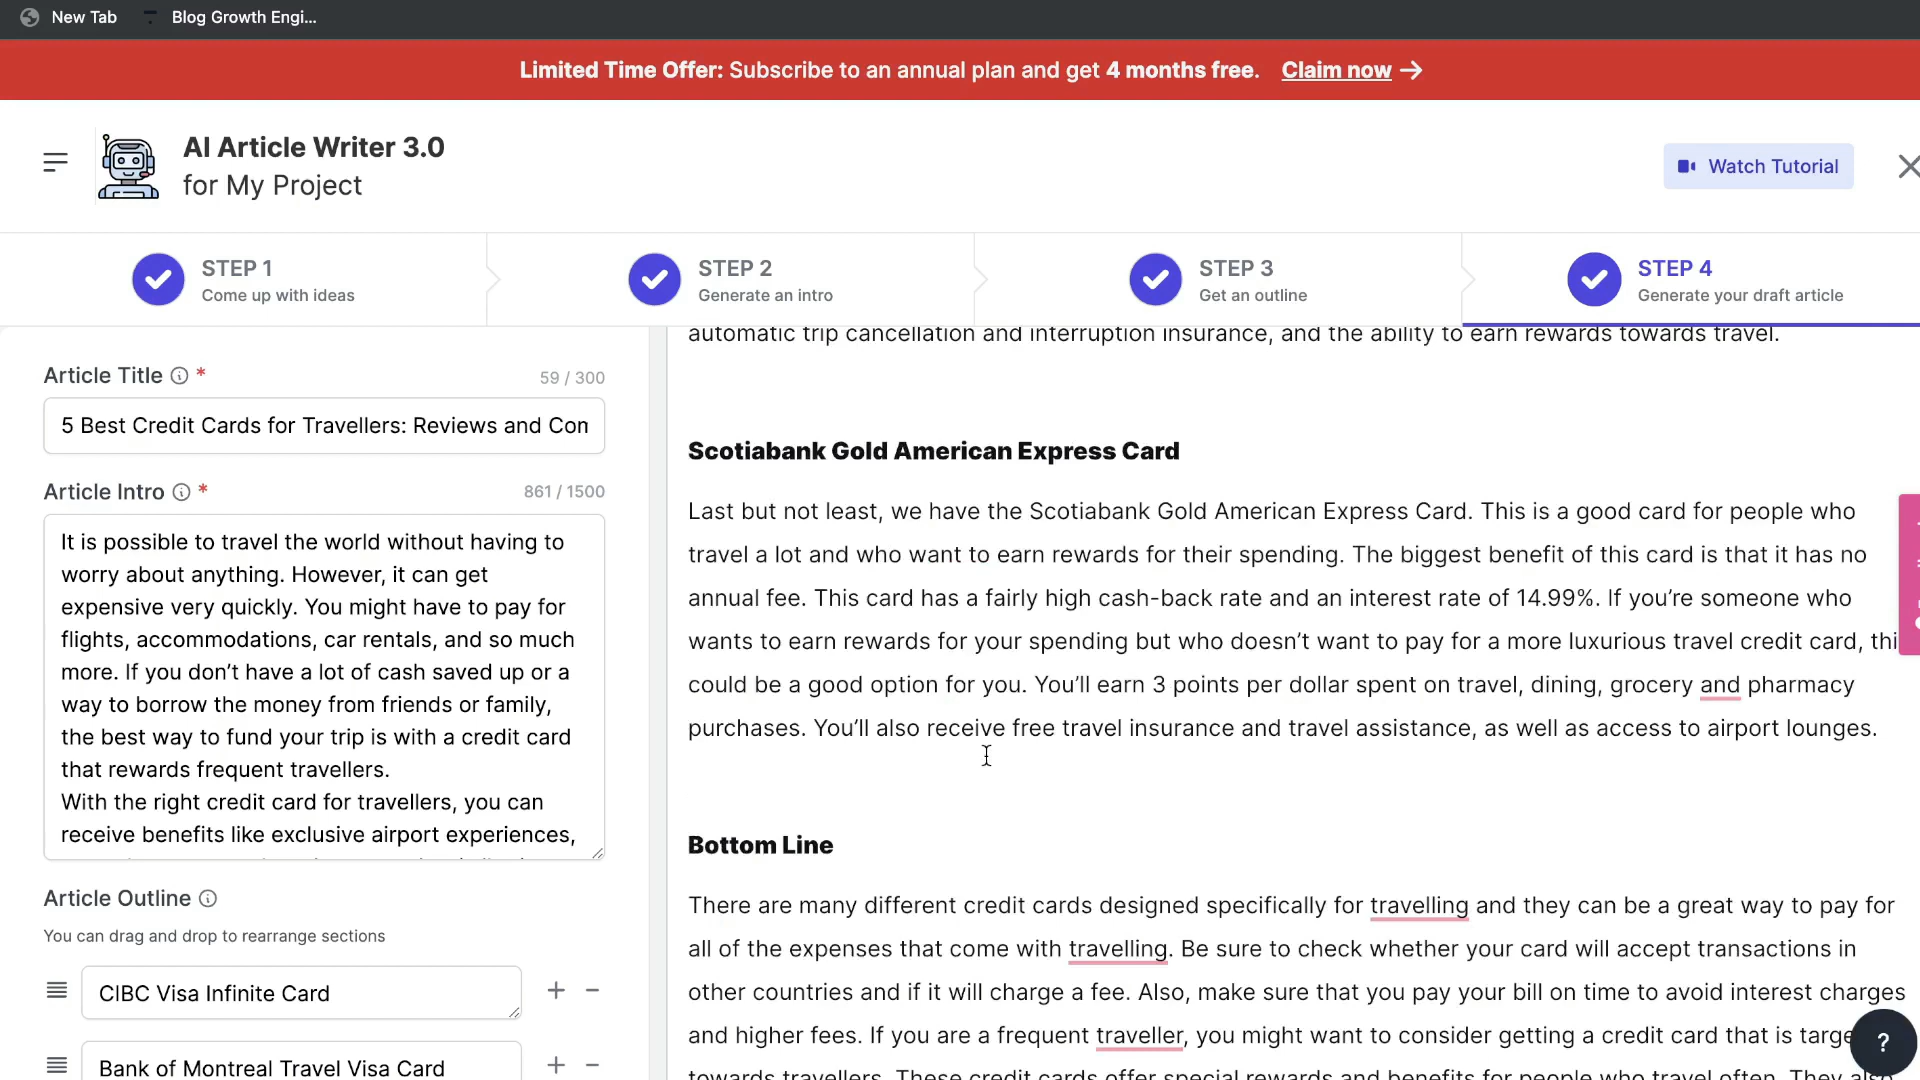 New Tab
Blog Growth Engi...
Limited Time Offer: Subscribe to an annual plan and get 4 months free. Claim now →
AI Article Writer 3.0
for My Project
Watch Tutorial
STEP 1
Come up with ideas
STEP 2
Generate an intro
STEP 3
Get an outline
STEP 4
Generate your draft article
Article Title *
59 / 300
5 Best Credit Cards for Travellers: Reviews and Con
Article Intro *
861 / 1500
It is possible to travel the world without having to
worry about anything. However, it can get
expensive very quickly. You might have to pay for
flights, accommodations, car rentals, and so much
more. If you don’t have a lot of cash saved up or a
way to borrow the money from friends or family,
the best way to fund your trip is with a credit card
that rewards frequent travellers.
With the right credit card for travellers, you can
receive benefits like exclusive airport experiences,
Article Outline
You can drag and drop to rearrange sections
CIBC Visa Infinite Card
Bank of Montreal Travel Visa Card
automatic trip cancellation and interruption insurance, and the ability to earn rewards towards travel.
Scotiabank Gold American Express Card
Last but not least, we have the Scotiabank Gold American Express Card. This is a good card for people who
travel a lot and who want to earn rewards for their spending. The biggest benefit of this card is that it has no
annual fee. This card has a fairly high cash-back rate and an interest rate of 14.99%. If you’re someone who
wants to earn rewards for your spending but who doesn’t want to pay for a more luxurious travel credit card, thi
could be a good option for you. You’ll earn 3 points per dollar spent on travel, dining, grocery and pharmacy
purchases. You’ll also receive free travel insurance and travel assistance, as well as access to airport lounges.
Bottom Line
There are many different credit cards designed specifically for travelling and they can be a great way to pay for
all of the expenses that come with travelling. Be sure to check whether your card will accept transactions in
other countries and if it will charge a fee. Also, make sure that you pay your bill on time to avoid interest charges
and higher fees. If you are a frequent traveller, you might want to consider getting a credit card that is targe
towards travellers. These credit cards offer special rewards and benefits for people who travel often. They also
?